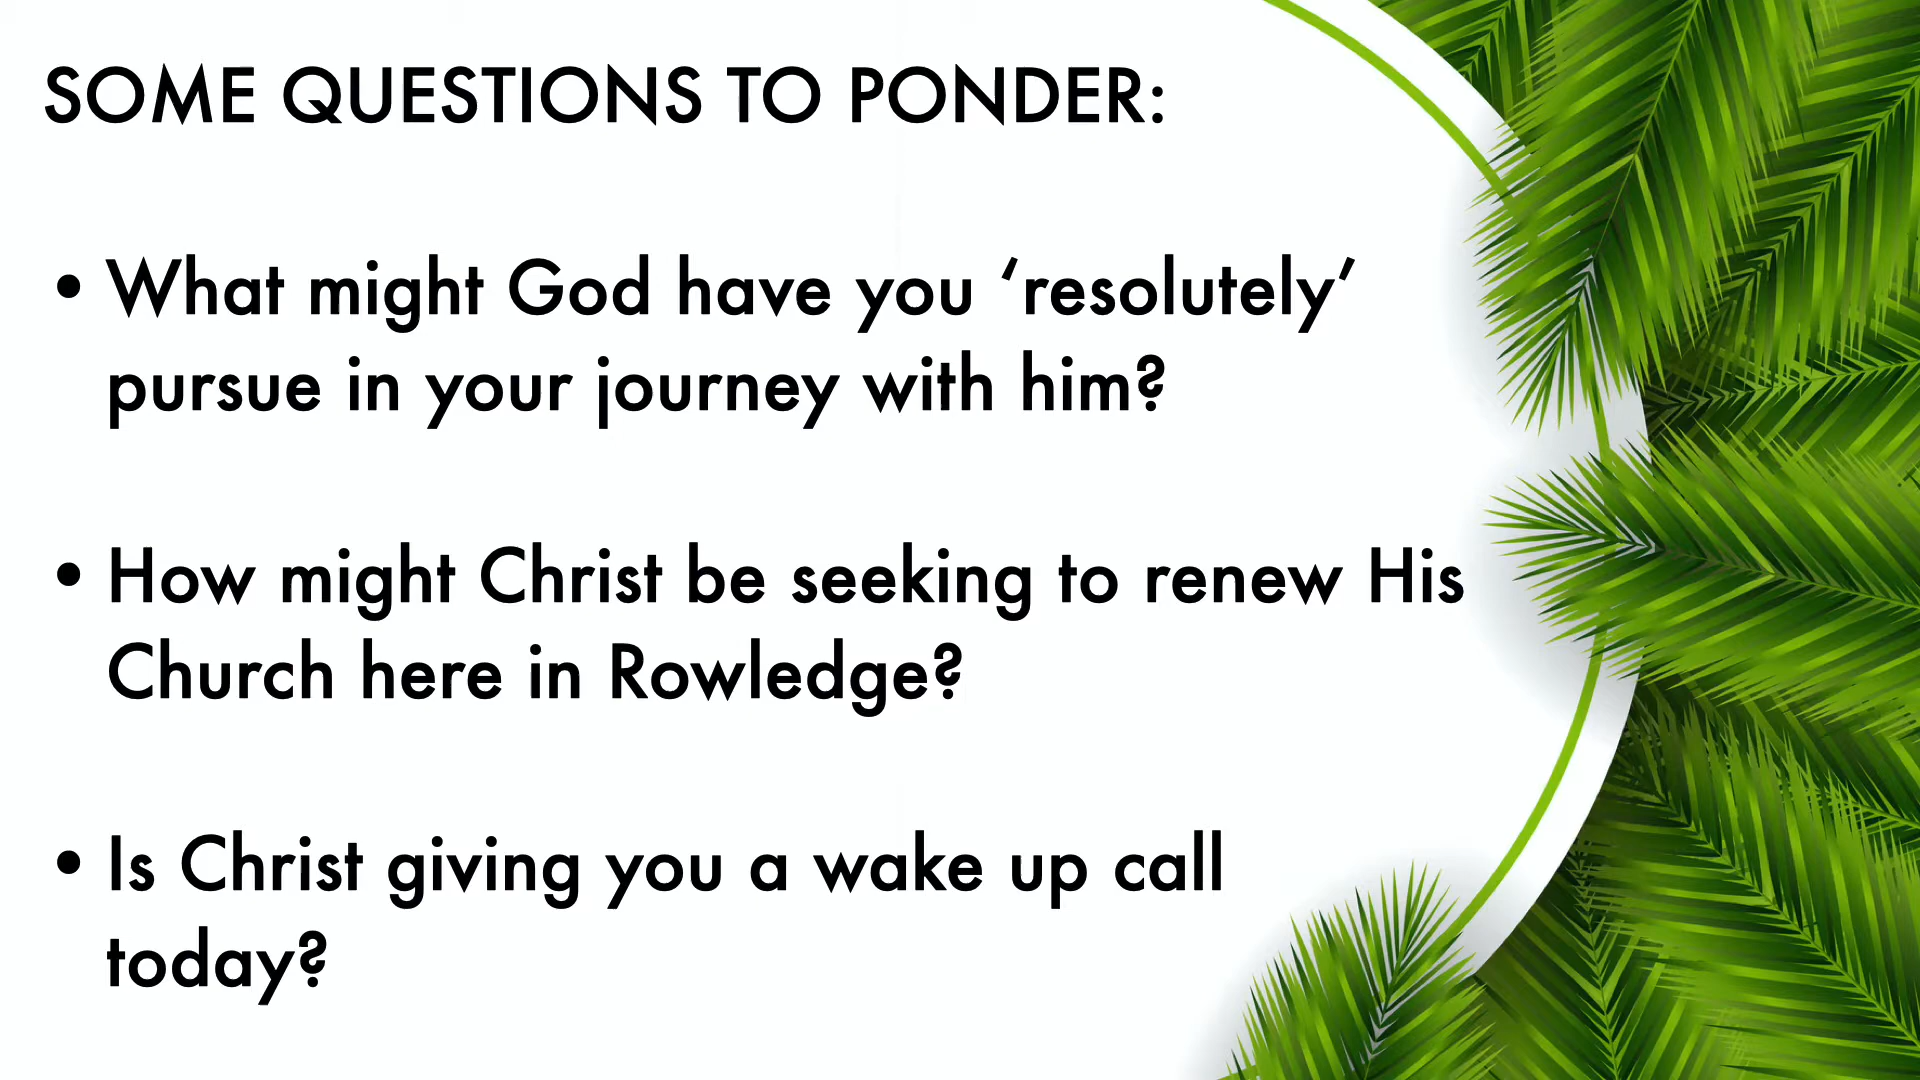 SOME QUESTIONS TO PONDER:
• What might God have you ‘resolutely’
pursue in your journey with him?
• How might Christ be seeking to renew His
Church here in Rowledge?
• Is Christ giving you a wake up call
today?